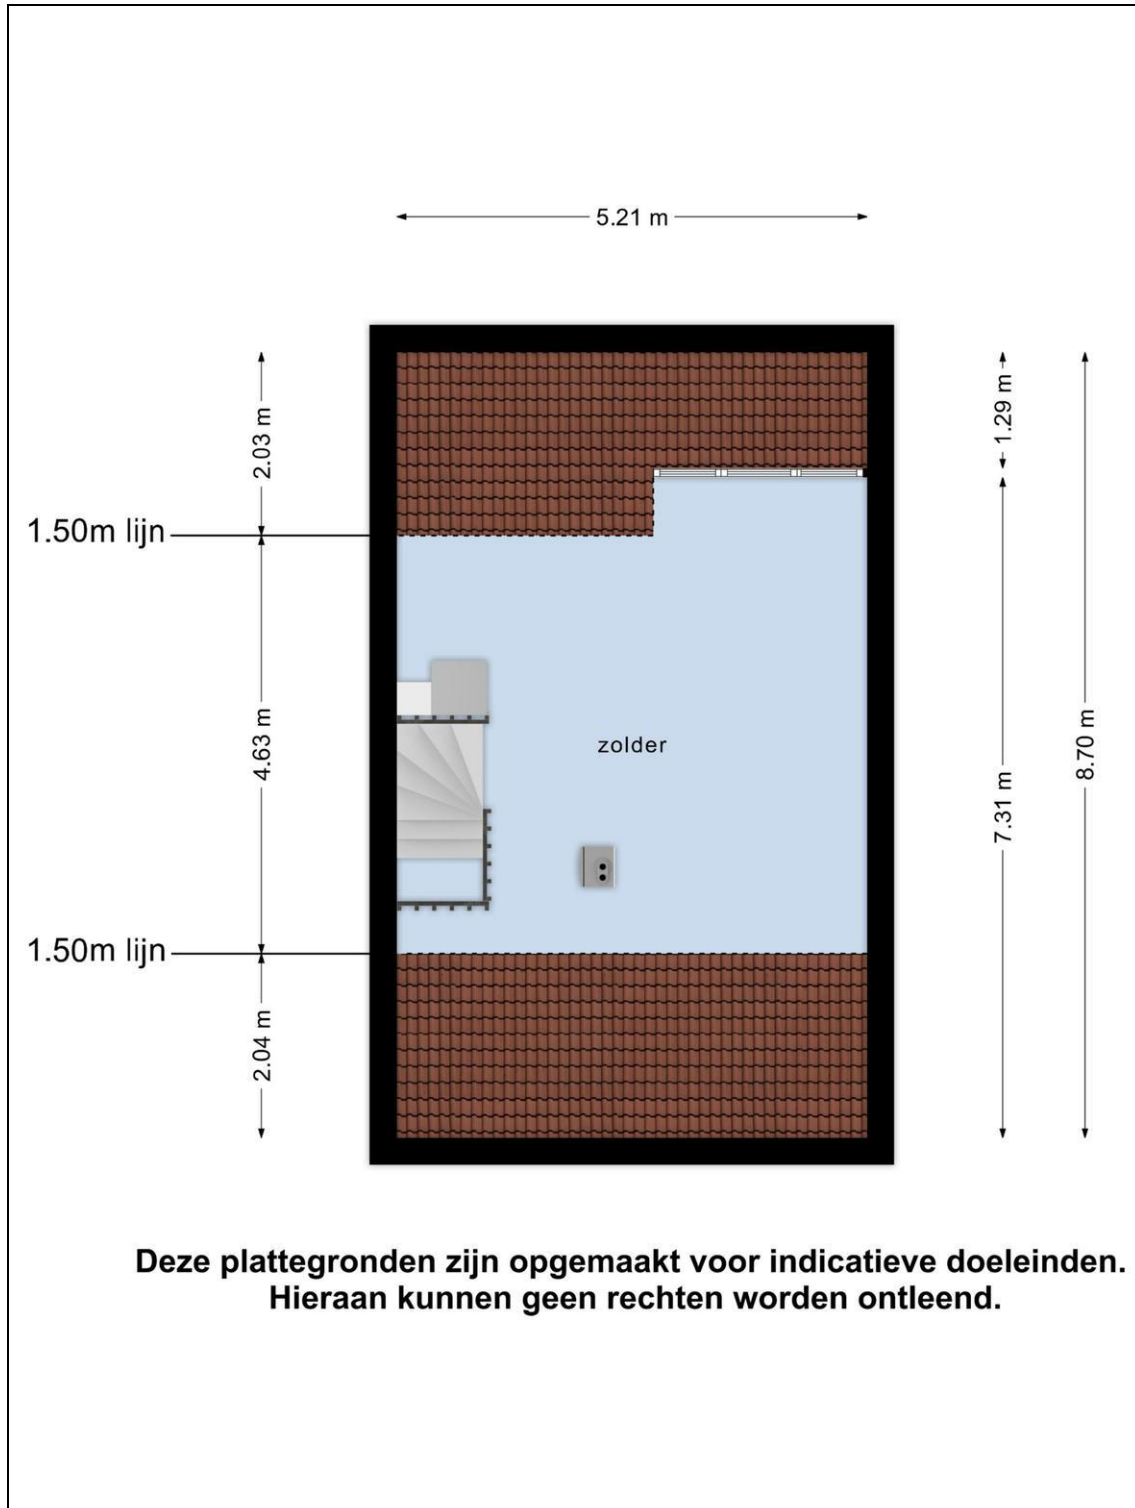 5.21 m
2.03 m
1.29 m
1.50m lijn
4.63 m
zolder
7.31 m
8.70 m
1.50m lijn
2.04 m
Deze plattegronden zijn opgemaakt voor indicatieve doeleinden.
Hieraan kunnen geen rechten worden ontleend.